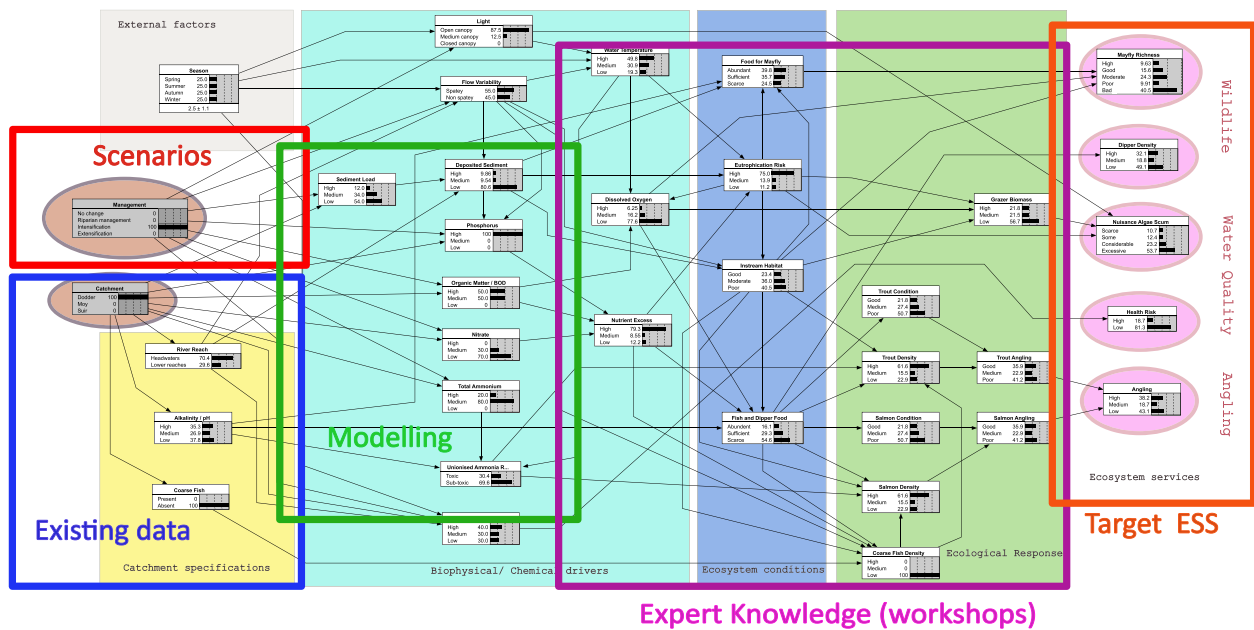 External factors
Season
Spring 25.0
Summer 25.0
Autumn 25.0
Winter 25.0
2.5 ± 1.1
Scenarios
Management
No change 0
Riparian management 0
Intensification 100
Extensification 0
Catchment
Dodder 100
Moy 0
Suir 0
River Reach
Headwaters 70.4
Lower reaches 29.6
Alkalinity / pH
High 35.3
Medium 26.9
Low 37.8
Coarse Fish
Present 0
Absent 100
Existing data
Catchment specifications
Light
Open canopy 87.5
Medium canopy 12.5
Closed canopy 0
Flow Variability
Spatey 55.0
Non spatey 45.0
Sediment Load
High 12.0
Medium 34.0
Low 54.0
Deposited Sediment
High 9.86
Medium 9.54
Low 80.6
Phosphorus
High 100
Medium 0
Low 0
Organic Matter / BOD
High 50.0
Medium 50.0
Low 0
Nitrate
High 0
Medium 30.0
Low 70.0
Total Ammonium
High 20.0
Medium 80.0
Low 0
Modelling
Unionised Ammonia R...
Toxic 30.4
Sub-toxic 69.6
High 40.0
Medium 30.0
Low 30.0
Biophysical/ Chemical drivers
Water Temperature
High 49.8
Medium 30.9
Low 19.3
Dissolved Oxygen
High 6.25
Medium 16.2
Low 77.6
Nutrient Excess
High 79.3
Medium 8.55
Low 12.2
Food for Mayfly
Abundant 39.8
Sufficient 35.7
Scarce 24.5
Eutrophication Risk
High 75.0
Medium 13.9
Low 11.2
Instream Habitat
Good 23.4
Moderate 36.0
Poor 40.5
Fish and Dipper Food
Abundant 16.1
Sufficient 29.3
Scarce 54.6
Ecosystem conditions
Grazer Biomass
High 21.8
Medium 21.5
Low 56.7
Trout Condition
Good 21.8
Medium 27.4
Poor 50.7
Trout Density
High 61.6
Medium 15.5
Low 22.9
Trout Angling
Good 35.9
Medium 22.9
Poor 41.2
Salmon Condition
Good 21.8
Medium 27.4
Poor 50.7
Salmon Angling
Good 35.9
Medium 22.9
Poor 41.2
Salmon Density
High 61.6
Medium 15.5
Low 22.9
Coarse Fish Density
High 0
Medium 0
Low 100
Ecological Response
Expert Knowledge (workshops)
Mayfly Richness
High 9.63
Good 15.6
Moderate 24.3
Poor 9.91
Bad 40.5
Dipper Density
High 32.1
Medium 18.8
Low 49.1
Nuisance Algae Scum
Scarce 10.7
Some 12.4
Considerable 23.2
Excessive 53.7
Health Risk
High 18.7
Low 81.3
Angling
High 38.2
Medium 18.7
Low 43.1
Wildlife
Water Quality
Angling
Ecosystem services
Target ESS